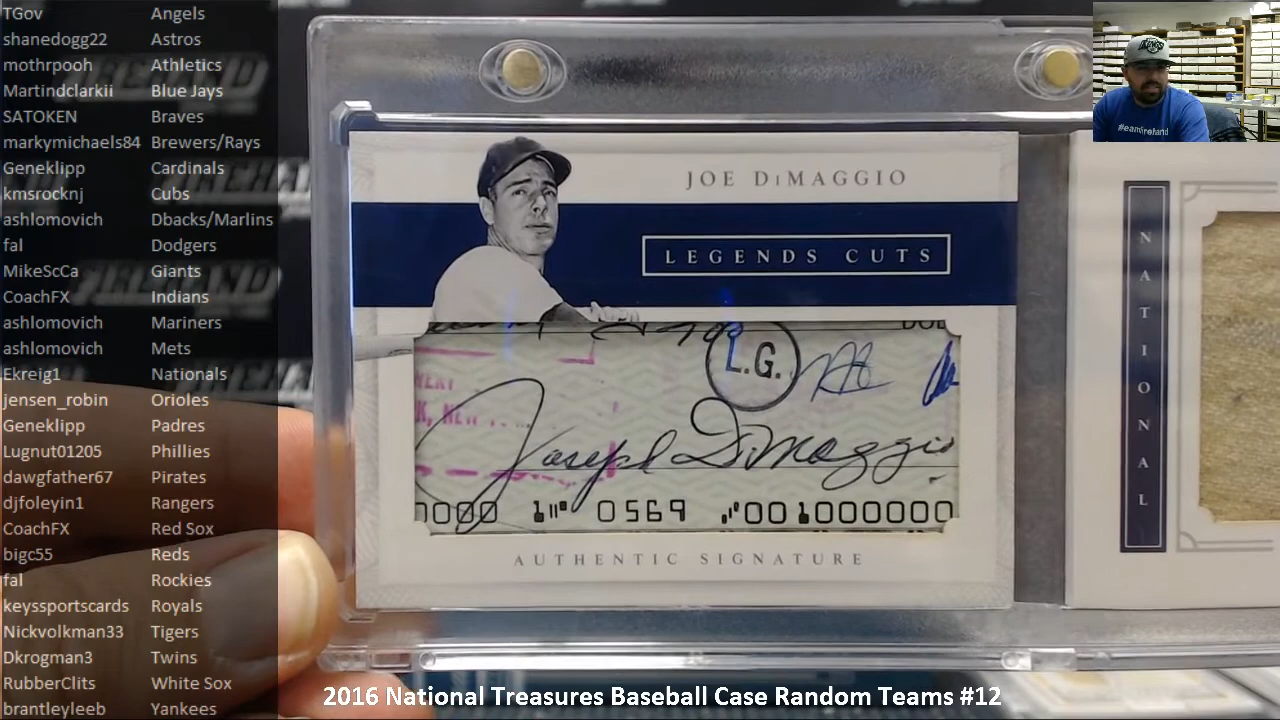 TGov Angels
shanedogg22 Astros
mothrpooh Athletics
Martindclarkii Blue Jays
SATOKEN Braves
markymichaels84 Brewers/Rays
Geneklipp Cardinals
kmsrocknj Cubs
ashlomovich Dbacks/Marlins
fal Dodgers
MikeScCa Giants
CoachFX Indians
ashlomovich Mariners
ashlomovich Mets
Ekreig1 Nationals
jensen_robin Orioles
Geneklipp Padres
Lugnut01205 Phillies
dawgfather67 Pirates
djfoleyin1 Rangers
CoachFX Red Sox
bigc55 Reds
fal Rockies
keyssportscards Royals
Nickvolkman33 Tigers
Dkrogman3 Twins
RubberClits White Sox
brantleyleeb Yankees
JOE DiMAGGIO
LEGENDS CUTS
L.G.
Joseph DiMaggio
0000 0569 001000000
AUTHENTIC SIGNATURE
NATIONAL
2016 National Treasures Baseball Case Random Teams #12